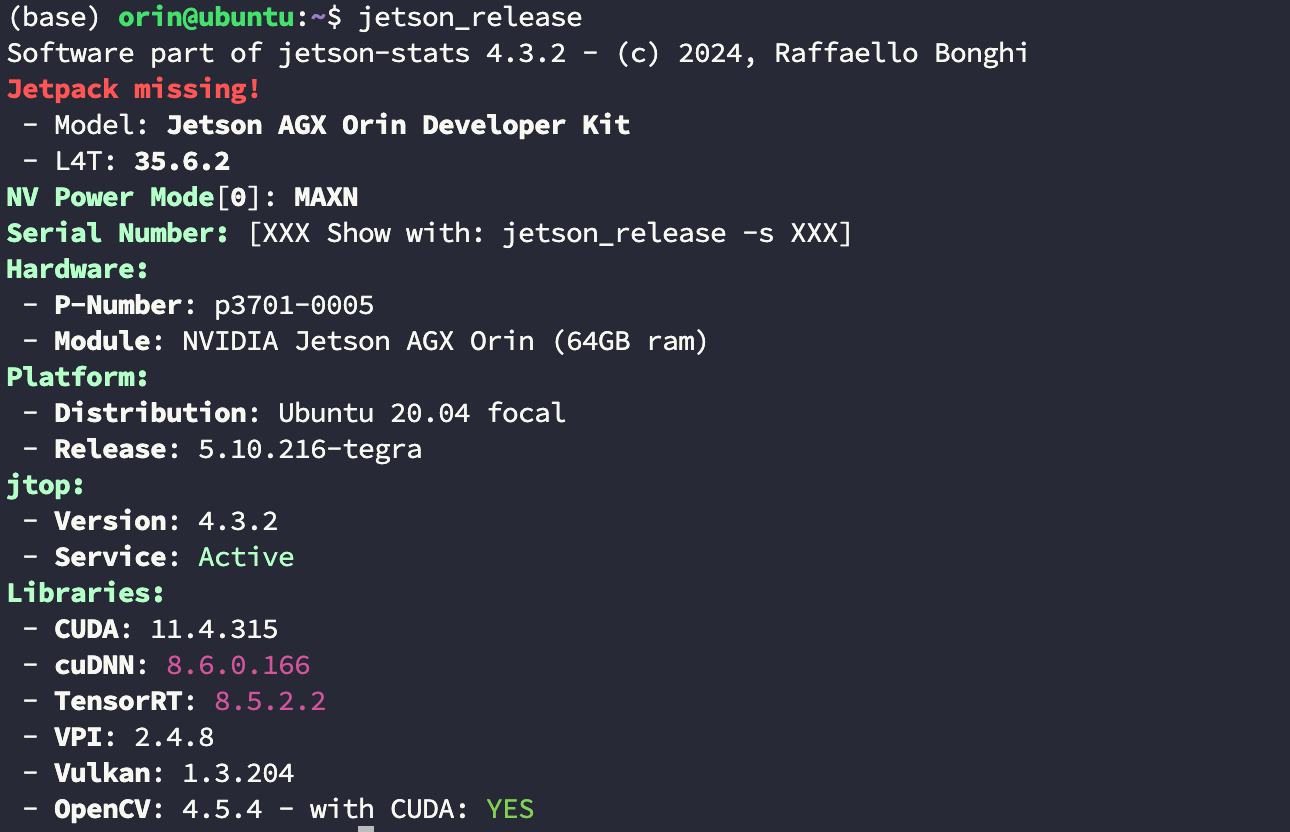 (base) orin@ubuntu:~$ jetson_release
Software part of jetson-stats 4.3.2 - (c) 2024, Raffaello Bonghi
Jetpack missing!
 - Model: Jetson AGX Orin Developer Kit
 - L4T: 35.6.2
NV Power Mode[0]: MAXN
Serial Number: [XXX Show with: jetson_release -s XXX]
Hardware:
 - P-Number: p3701-0005
 - Module: NVIDIA Jetson AGX Orin (64GB ram)
Platform:
 - Distribution: Ubuntu 20.04 focal
 - Release: 5.10.216-tegra
jtop:
 - Version: 4.3.2
 - Service: Active
Libraries:
 - CUDA: 11.4.315
 - cuDNN: 8.6.0.166
 - TensorRT: 8.5.2.2
 - VPI: 2.4.8
 - Vulkan: 1.3.204
 - OpenCV: 4.5.4 - with CUDA: YES